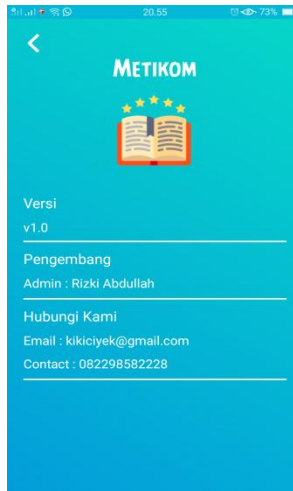 20.55
73%
METIKOM
Versi
v1.0
Pengembang
Admin : Rizki Abdullah
Hubungi Kami
Email : kikiciyek@gmail.com
Contact : 082298582228